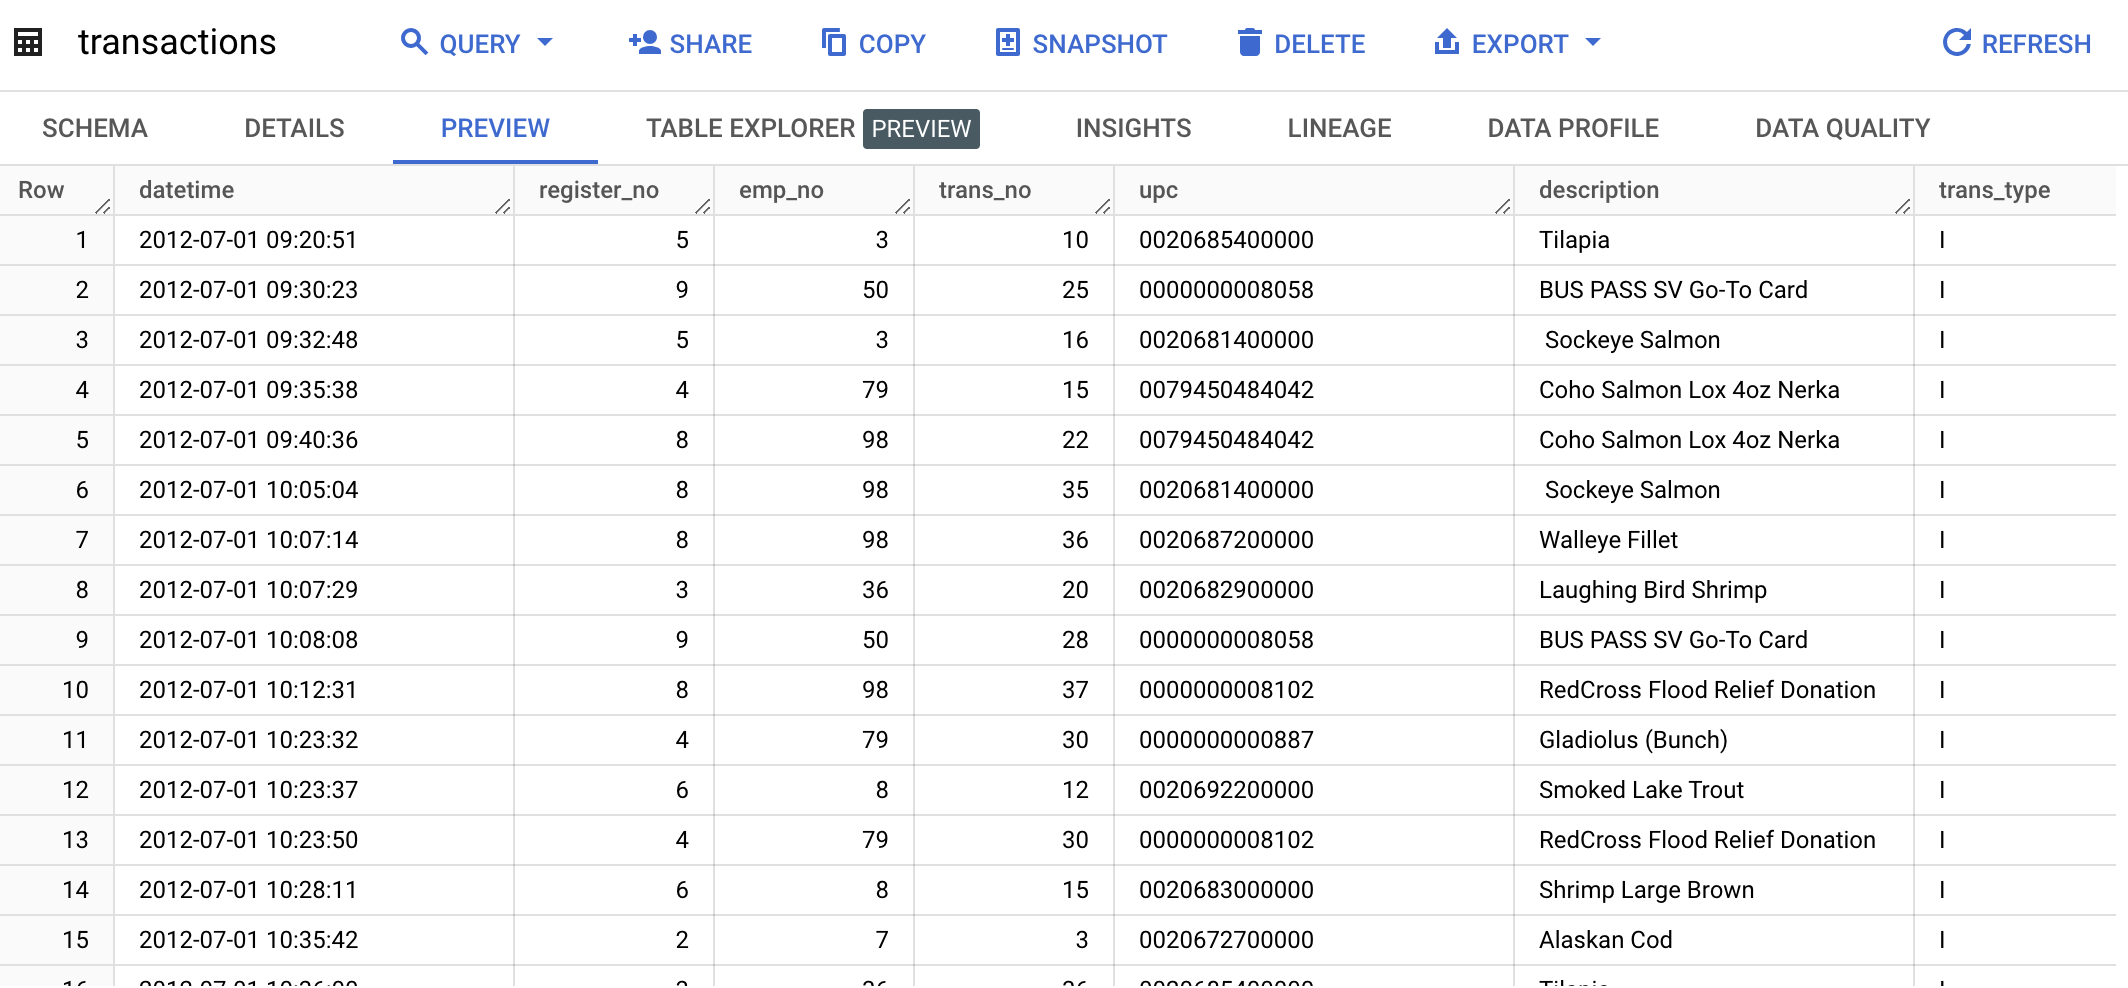 transactions QUERY SHARE COPY SNAPSHOT DELETE EXPORT REFRESH
SCHEMA DETAILS PREVIEW TABLE EXPLORER PREVIEW INSIGHTS LINEAGE DATA PROFILE DATA QUALITY
Row datetime register_no emp_no trans_no upc description trans_type
1 2012-07-01 09:20:51 5 3 10 0020685400000 Tilapia I
2 2012-07-01 09:30:23 9 50 25 0000000008058 BUS PASS SV Go-To Card I
3 2012-07-01 09:32:48 5 3 16 0020681400000 Sockeye Salmon I
4 2012-07-01 09:35:38 4 79 15 0079450484042 Coho Salmon Lox 4oz Nerka I
5 2012-07-01 09:40:36 8 98 22 0079450484042 Coho Salmon Lox 4oz Nerka I
6 2012-07-01 10:05:04 8 98 35 0020681400000 Sockeye Salmon I
7 2012-07-01 10:07:14 8 98 36 0020687200000 Walleye Fillet I
8 2012-07-01 10:07:29 3 36 20 0020682900000 Laughing Bird Shrimp I
9 2012-07-01 10:08:08 9 50 28 0000000008058 BUS PASS SV Go-To Card I
10 2012-07-01 10:12:31 8 98 37 0000000008102 RedCross Flood Relief Donation I
11 2012-07-01 10:23:32 4 79 30 0000000000887 Gladiolus (Bunch) I
12 2012-07-01 10:23:37 6 8 12 0020692200000 Smoked Lake Trout I
13 2012-07-01 10:23:50 4 79 30 0000000008102 RedCross Flood Relief Donation I
14 2012-07-01 10:28:11 6 8 15 0020683000000 Shrimp Large Brown I
15 2012-07-01 10:35:42 2 7 3 0020672700000 Alaskan Cod I